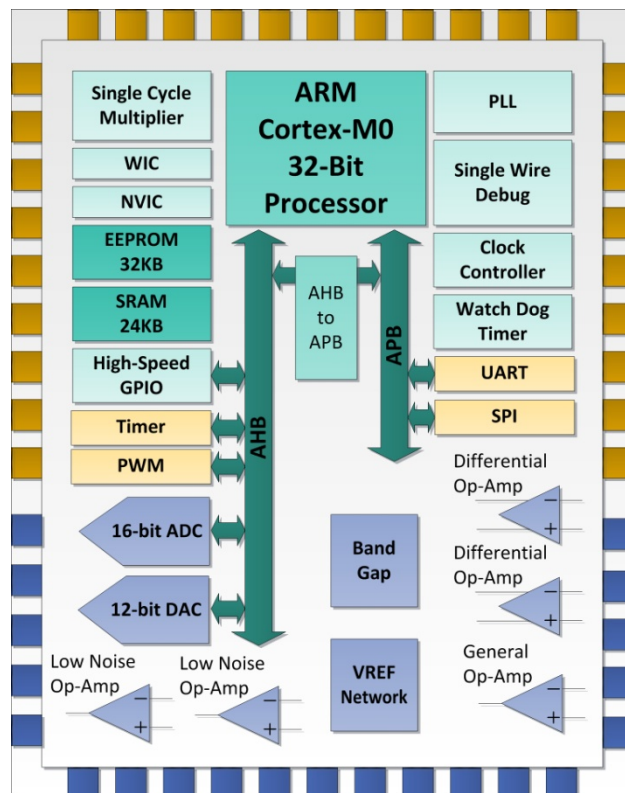 Single Cycle
Multiplier
WIC
NVIC
EEPROM
32KB
SRAM
24KB
High-Speed
GPIO
Timer
PWM
16-bit ADC
12-bit DAC
ARM
Cortex-M0
32-Bit
Processor
AHB
AHB
to
APB
APB
PLL
Single Wire
Debug
Clock
Controller
Watch Dog
Timer
UART
SPI
Band
Gap
VREF
Network
Differential
Op-Amp
−
+
Differential
Op-Amp
−
+
General
Op-Amp
−
+
Low Noise
Op-Amp
−
+
Low Noise
Op-Amp
−
+